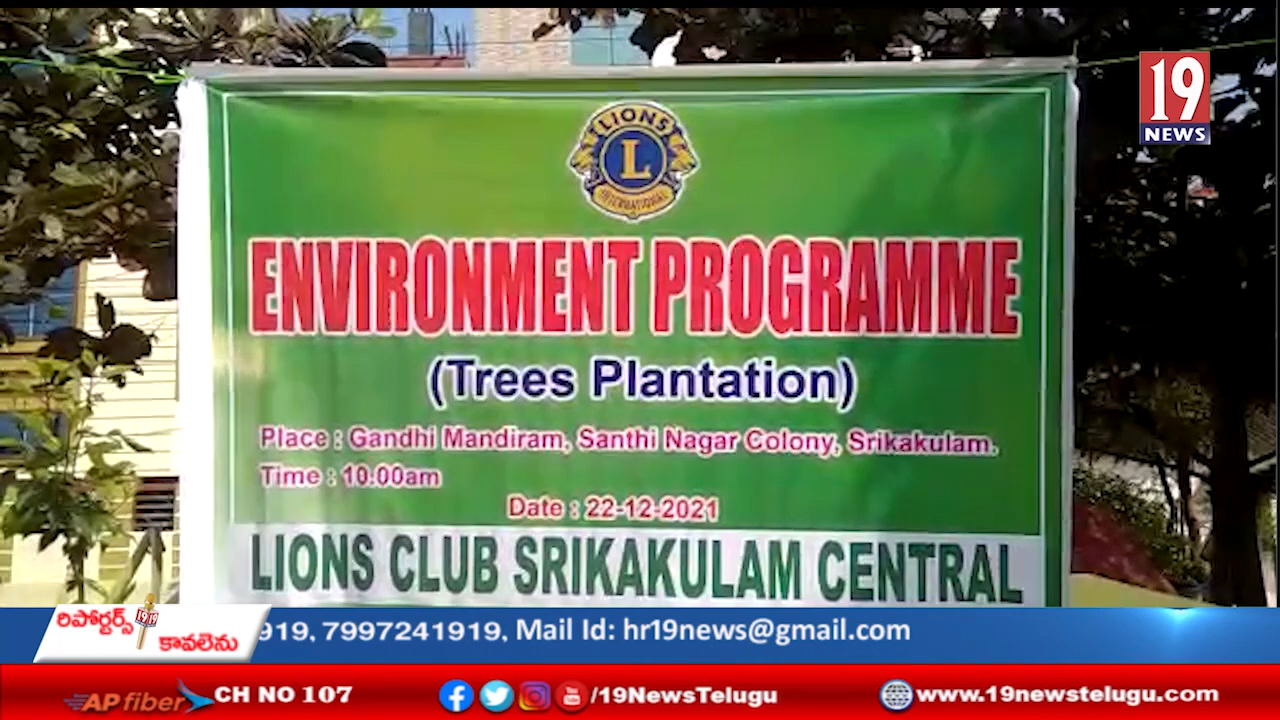 19
NEWS
LIONS
L
INTERNATIONAL
ENVIRONMENT PROGRAMME
(Trees Plantation)
Place : Gandhi Mandiram, Santhi Nagar Colony, Srikakulam.
Time : 10:00am
Date : 22-12-2021
LIONS CLUB SRIKAKULAM CENTRAL
రిపోర్టర్స్ 1919
కావలెను
919, 7997241919, Mail Id: hr19news@gmail.com
AP fiber CH NO 107 /19NewsTelugu www.19newstelugu.com